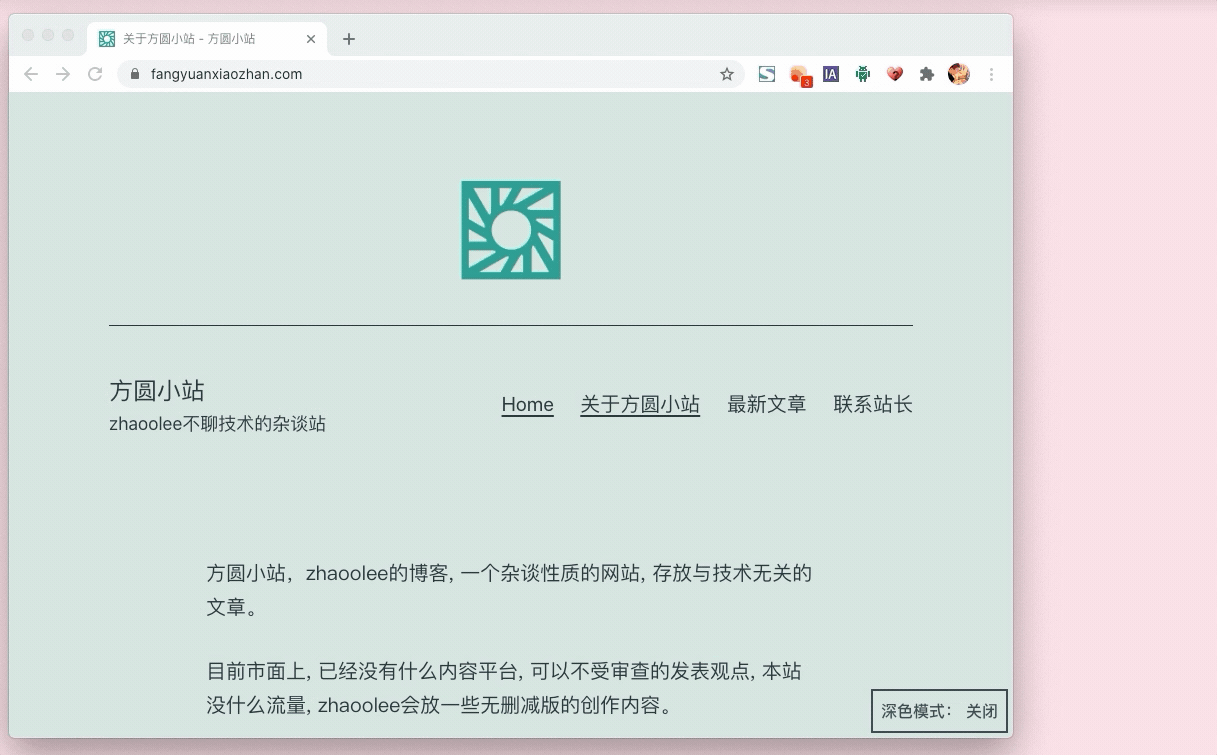 关于方圆小站 - 方圆小站
fangyuanxiaozhan.com
3
IA
方圆小站
zhaoolee不聊技术的杂谈站
Home 关于方圆小站 最新文章 联系站长
方圆小站，zhaoolee的博客, 一个杂谈性质的网站, 存放与技术无关的
文章。
目前市面上, 已经没有什么内容平台, 可以不受审查的发表观点, 本站
没什么流量, zhaoolee会放一些无删减版的创作内容。
深色模式： 关闭